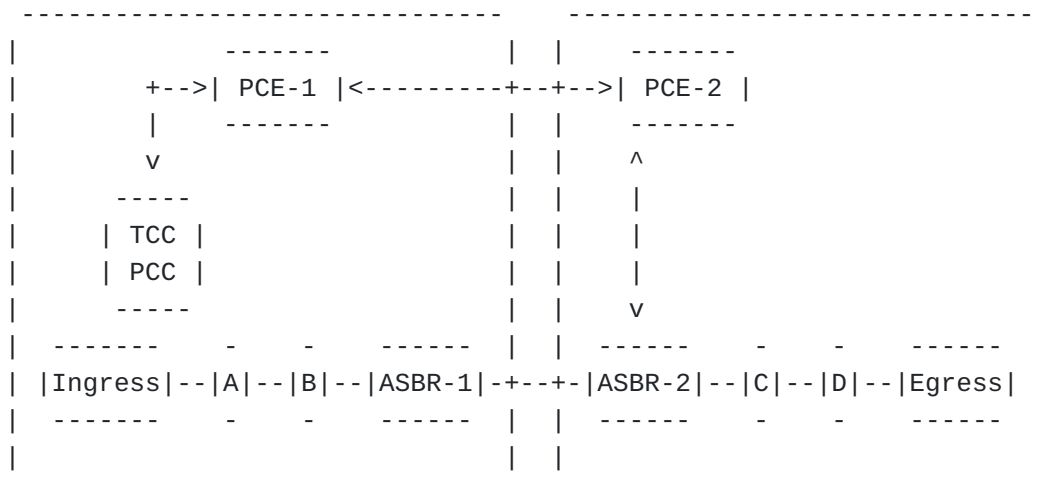 -------------------------------    ------------------------------
|              -------           |  |    -------
|         +-->| PCE-1 |<---------+--+-->| PCE-2 |
|         |    -------           |  |    -------
|         v                      |  |    ^
|       -----                    |  |    |
|      | TCC |                   |  |    |
|      | PCC |                   |  |    |
|       -----                    |  |    v
|  -------    -    -    ------  |  |  ------    -    -    ------
| |Ingress|--|A|--|B|--|ASBR-1|-+--+-|ASBR-2|--|C|--|D|--|Egress|
|  -------    -    -    ------  |  |  ------    -    -    ------
|                                |  |